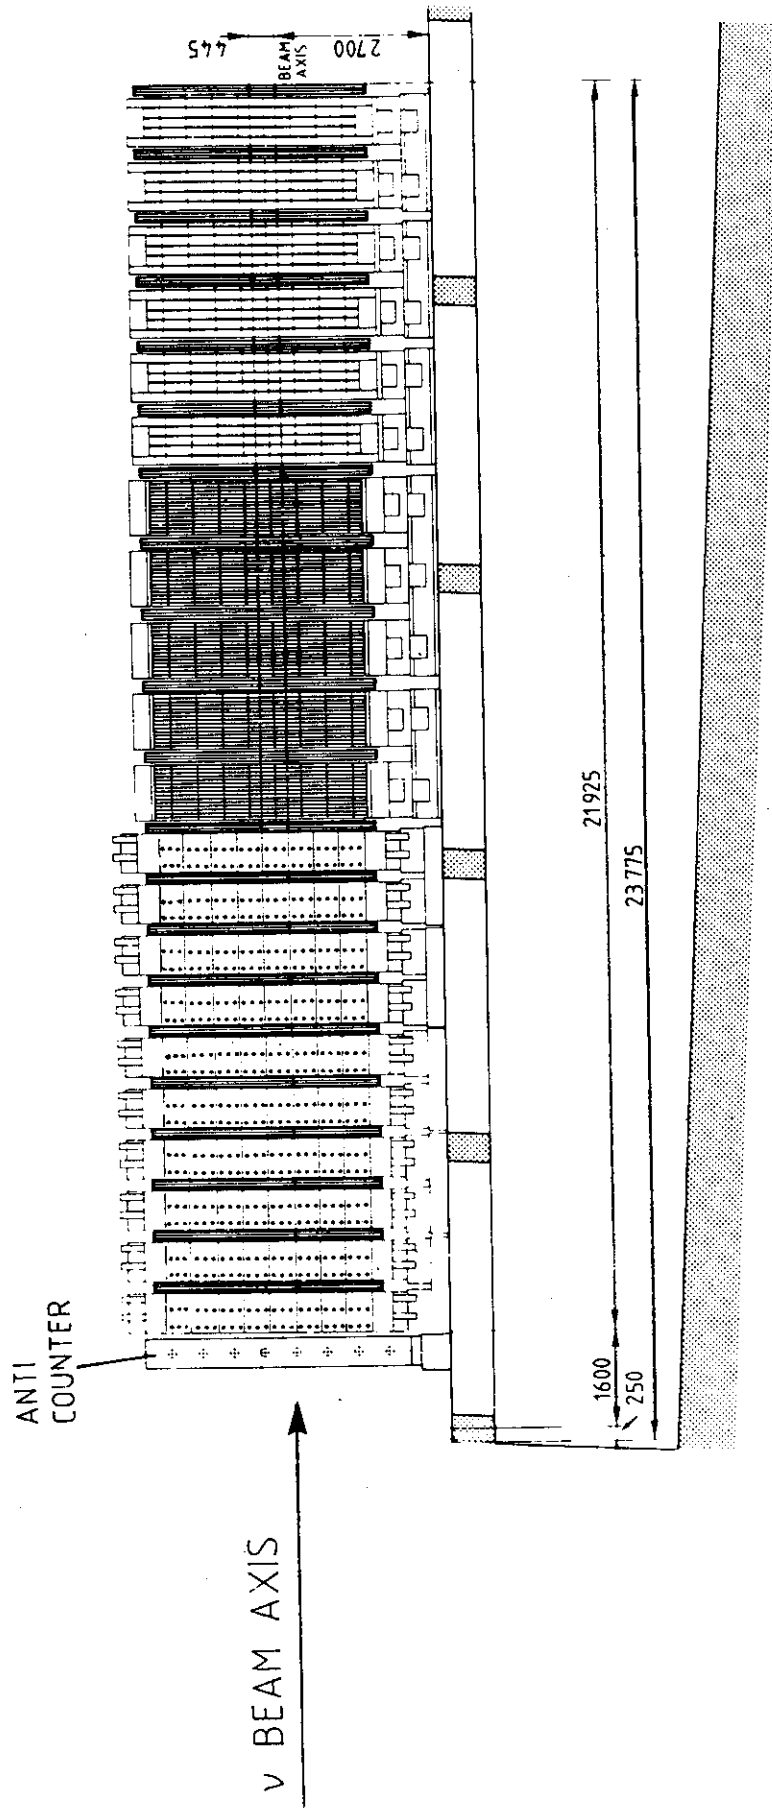 ANTI
COUNTER
ν BEAM AXIS
445
BEAM
AXIS
2700
21925
23775
1600
250